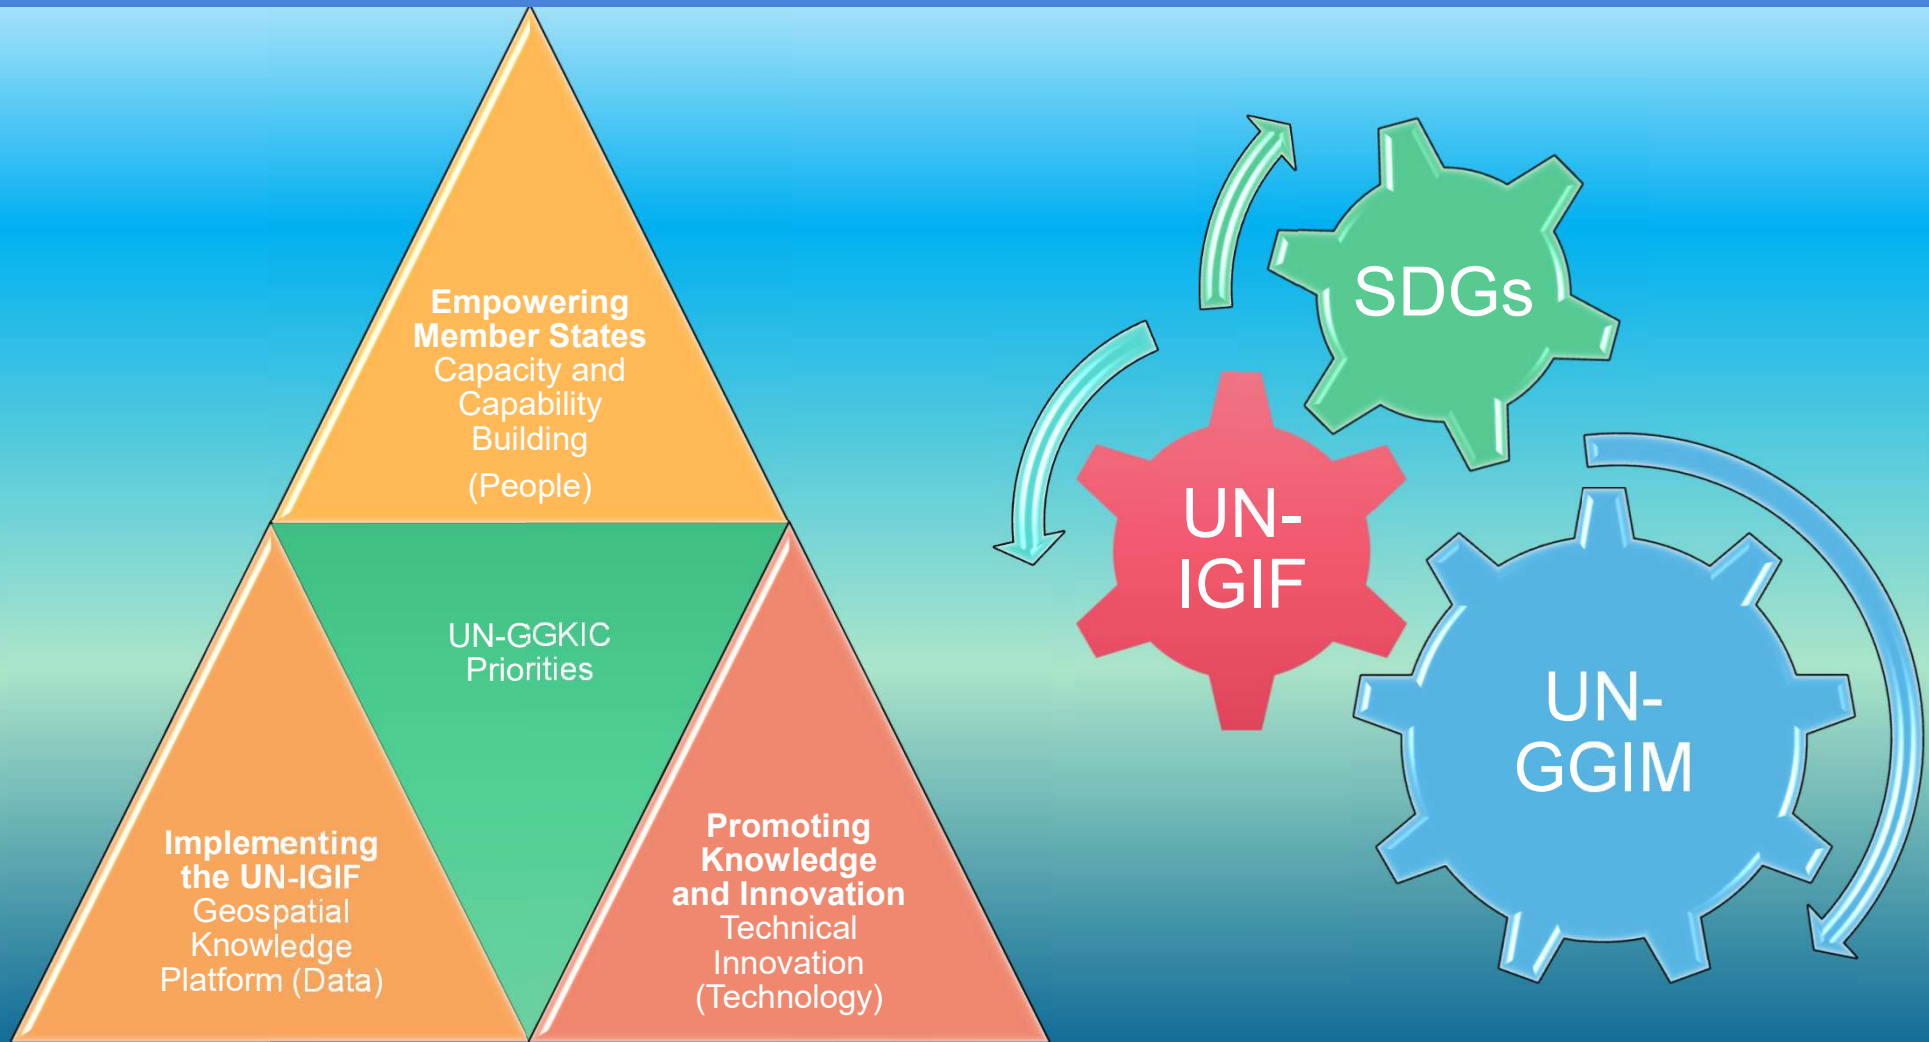 Empowering
Member States
Capacity and
Capability
Building
(People)
UN-GGKIC
Priorities
Implementing
the UN-IGIF
Geospatial
Knowledge
Platform (Data)
Promoting
Knowledge
and Innovation
Technical
Innovation
(Technology)
SDGs
UN-
IGIF
UN-
GGIM